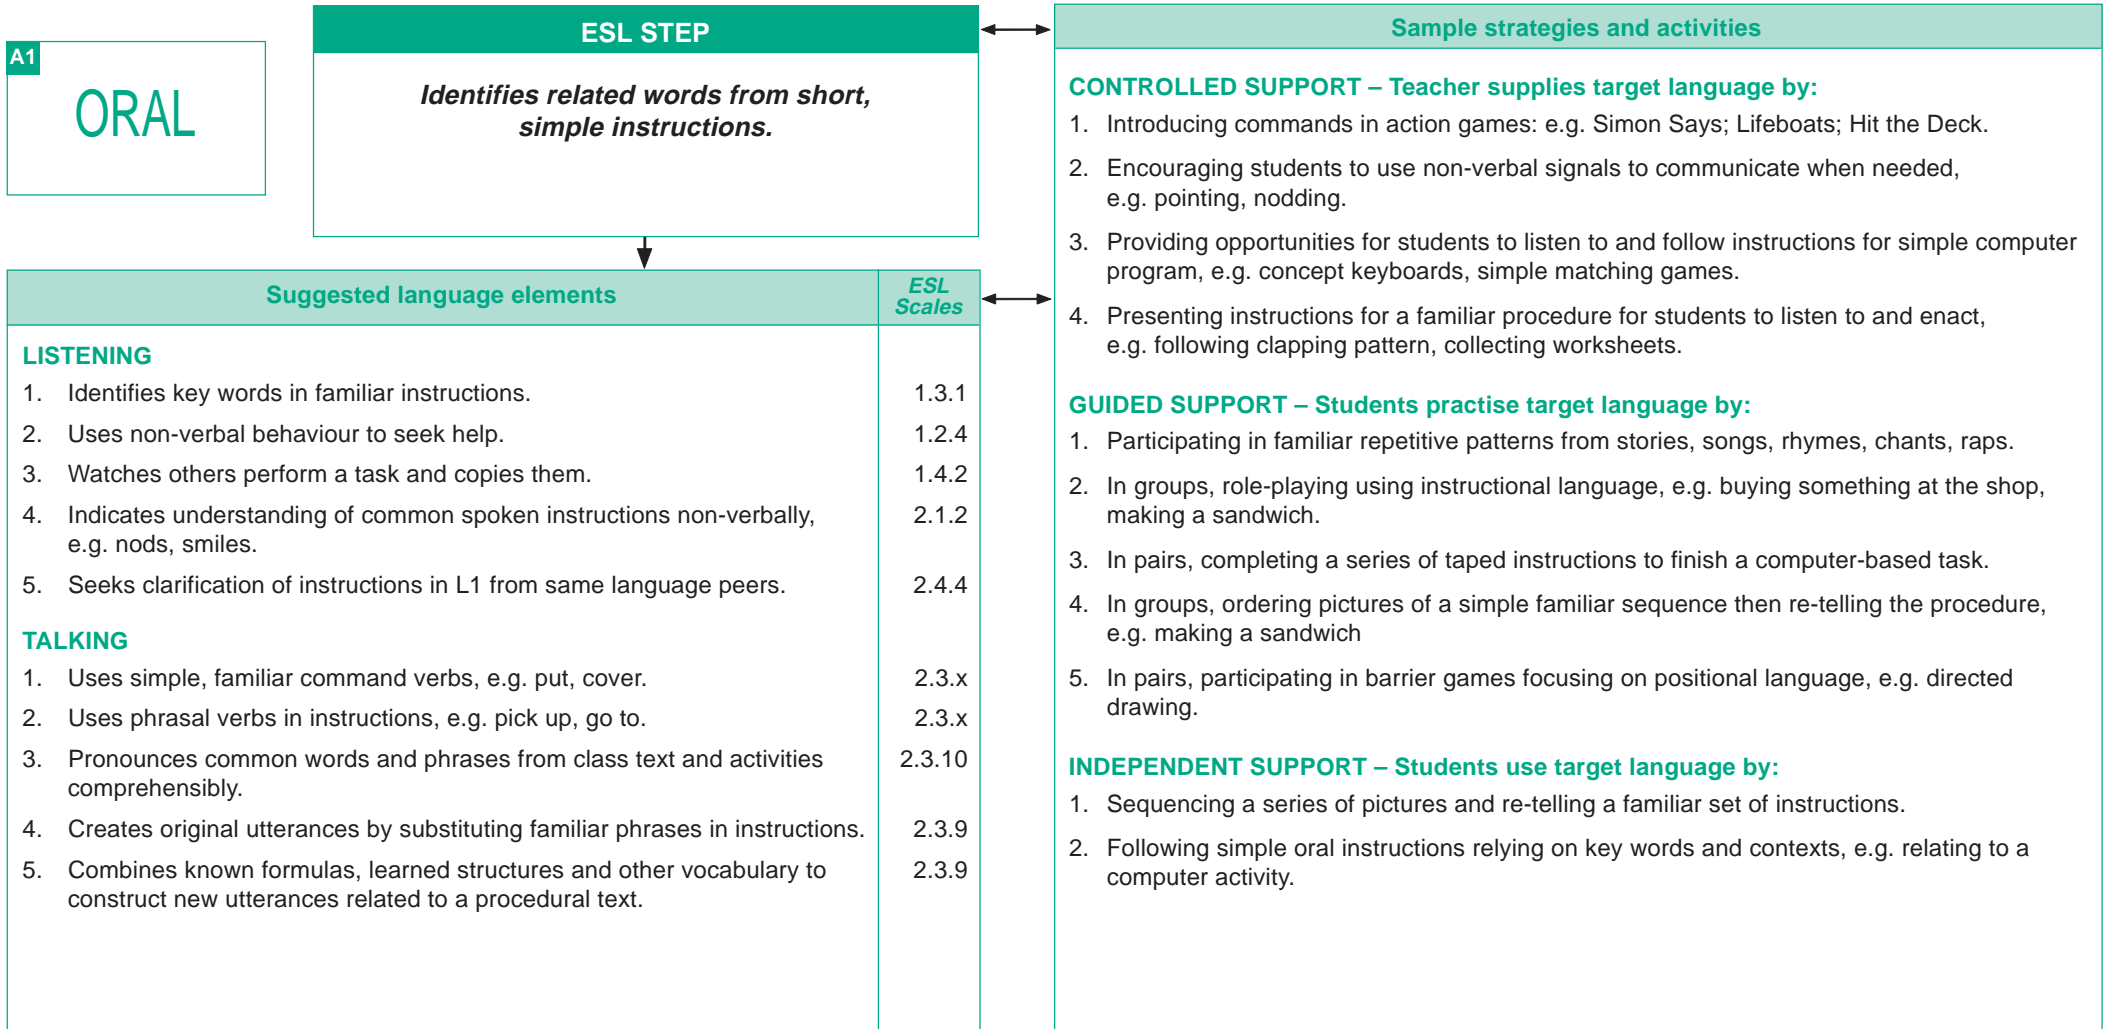 A1
ORAL
ESL STEP
Identifies related words from short,
simple instructions.
Suggested language elements
ESL
Scales
LISTENING
1. Identifies key words in familiar instructions. 1.3.1
2. Uses non-verbal behaviour to seek help. 1.2.4
3. Watches others perform a task and copies them. 1.4.2
4. Indicates understanding of common spoken instructions non-verbally, 2.1.2
e.g. nods, smiles.
5. Seeks clarification of instructions in L1 from same language peers. 2.4.4
TALKING
1. Uses simple, familiar command verbs, e.g. put, cover. 2.3.x
2. Uses phrasal verbs in instructions, e.g. pick up, go to. 2.3.x
3. Pronounces common words and phrases from class text and activities 2.3.10
comprehensibly.
4. Creates original utterances by substituting familiar phrases in instructions. 2.3.9
5. Combines known formulas, learned structures and other vocabulary to 2.3.9
construct new utterances related to a procedural text.
Sample strategies and activities
CONTROLLED SUPPORT – Teacher supplies target language by:
1. Introducing commands in action games: e.g. Simon Says; Lifeboats; Hit the Deck.
2. Encouraging students to use non-verbal signals to communicate when needed,
e.g. pointing, nodding.
3. Providing opportunities for students to listen to and follow instructions for simple computer
program, e.g. concept keyboards, simple matching games.
4. Presenting instructions for a familiar procedure for students to listen to and enact,
e.g. following clapping pattern, collecting worksheets.
GUIDED SUPPORT – Students practise target language by:
1. Participating in familiar repetitive patterns from stories, songs, rhymes, chants, raps.
2. In groups, role-playing using instructional language, e.g. buying something at the shop,
making a sandwich.
3. In pairs, completing a series of taped instructions to finish a computer-based task.
4. In groups, ordering pictures of a simple familiar sequence then re-telling the procedure,
e.g. making a sandwich
5. In pairs, participating in barrier games focusing on positional language, e.g. directed
drawing.
INDEPENDENT SUPPORT – Students use target language by:
1. Sequencing a series of pictures and re-telling a familiar set of instructions.
2. Following simple oral instructions relying on key words and contexts, e.g. relating to a
computer activity.